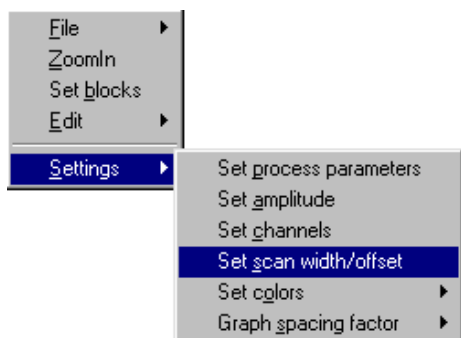 File
ZoomIn
Set blocks
Edit
Settings
Set process parameters
Set amplitude
Set channels
Set scan width/offset
Set colors
Graph spacing factor